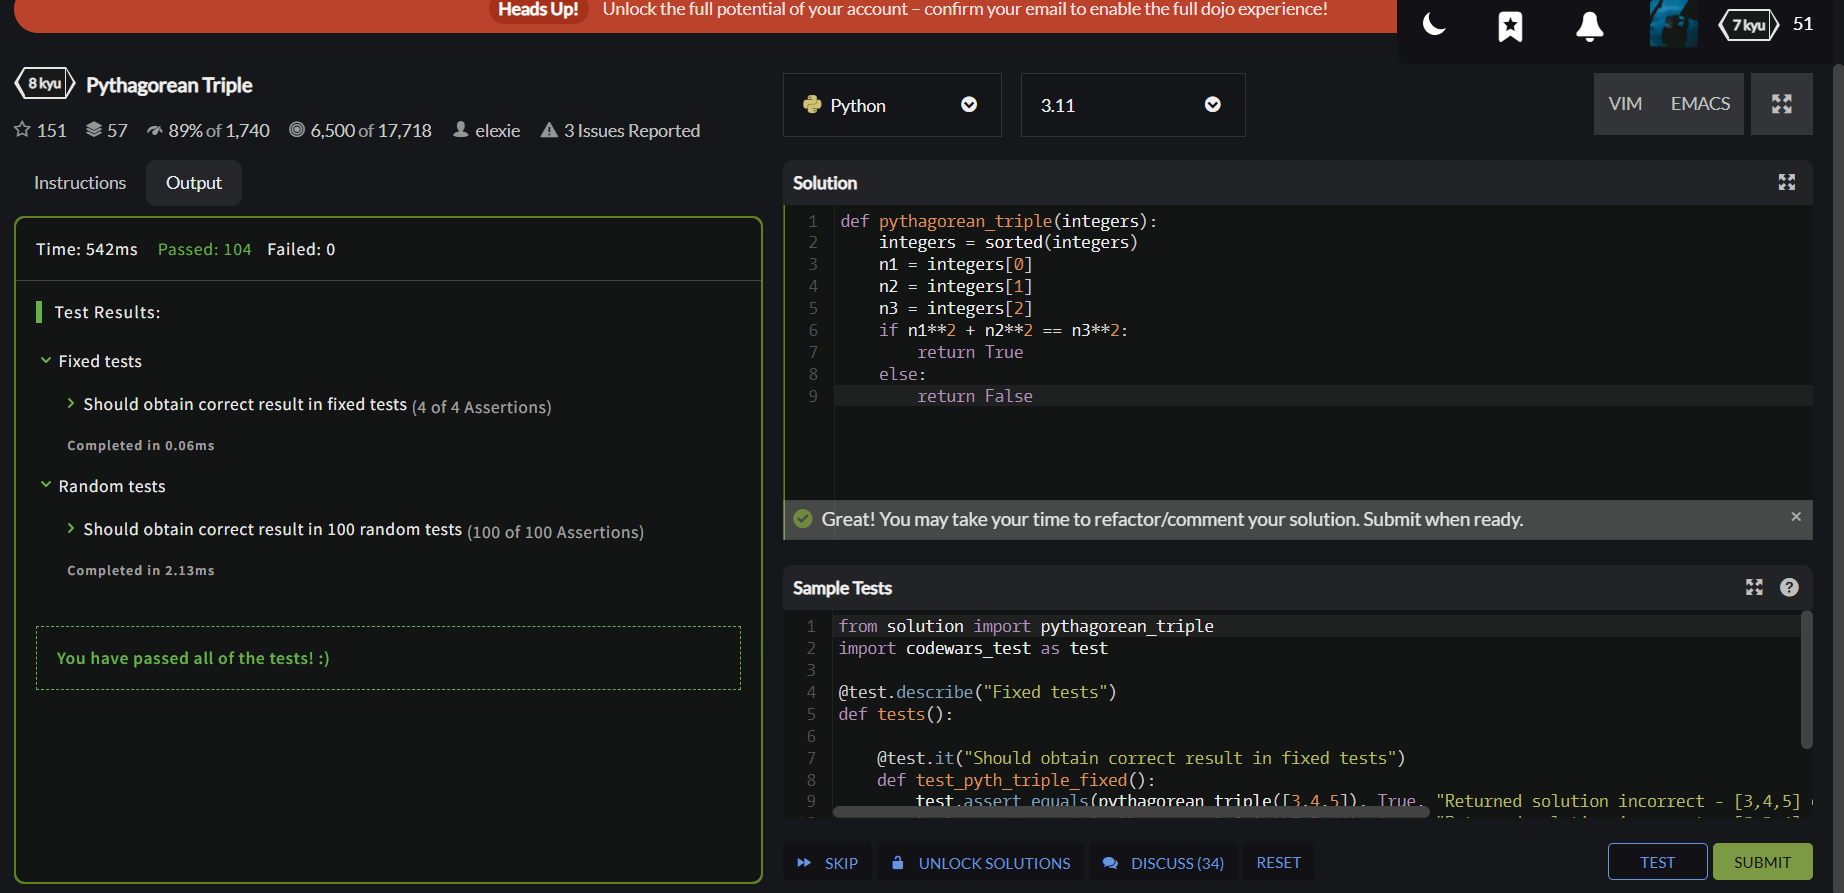 Heads Up! Unlock the full potential of your account – confirm your email to enable the full dojo experience!
7 kyu 51
8 kyu Pythagorean Triple
151 57 89% of 1,740 6,500 of 17,718 elexie 3 Issues Reported
Instructions Output
Time: 542ms Passed: 104 Failed: 0
Test Results:
Fixed tests
Should obtain correct result in fixed tests (4 of 4 Assertions)
Completed in 0.06ms
Random tests
Should obtain correct result in 100 random tests (100 of 100 Assertions)
Completed in 2.13ms
You have passed all of the tests! :)
Python 3.11
VIM EMACS
Solution
1 def pythagorean_triple(integers):
2 integers = sorted(integers)
3 n1 = integers[0]
4 n2 = integers[1]
5 n3 = integers[2]
6 if n1**2 + n2**2 == n3**2:
7 return True
8 else:
9 return False
Great! You may take your time to refactor/comment your solution. Submit when ready.
Sample Tests
1 from solution import pythagorean_triple
2 import codewars_test as test
3
4 @test.describe("Fixed tests")
5 def tests():
6
7 @test.it("Should obtain correct result in fixed tests")
8 def test_pyth_triple_fixed():
9 test.assert_equals(pythagorean_triple([3,4,5]), True, "Returned solution incorrect - [3,4,5]
SKIP UNLOCK SOLUTIONS DISCUSS (34) RESET TEST SUBMIT